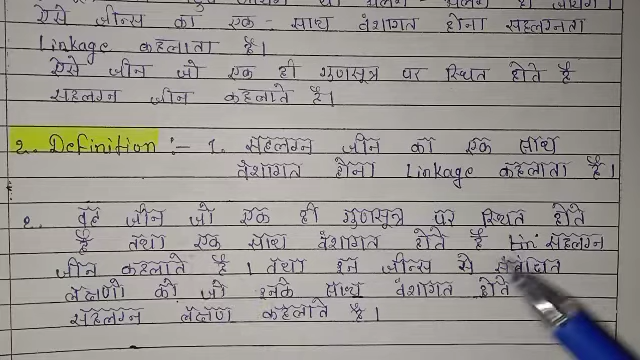 ऐसे जीन्स का एक - साथ वंशागत होना सहलग्नता
Linkage कहलाता है।
ऐसे जीन जो एक ही गुणसूत्र पर स्थित होते है
सहलग्न जीन कहलाते है।
2. Definition :- 1. सहलग्न जीन का एक साथ
वंशागत होना Linkage कहलाता है।
2. वह जीन जो एक ही गुणसूत्र पर स्थित होते
है तथा एक साथ वंशागत होते है सहलग्न
जीन कहलाते है। तथा इन जीन्स से संबंधित
लक्षणो को जो इनके साथ वंशागत होते
सहलग्न लक्षण कहलाते है।